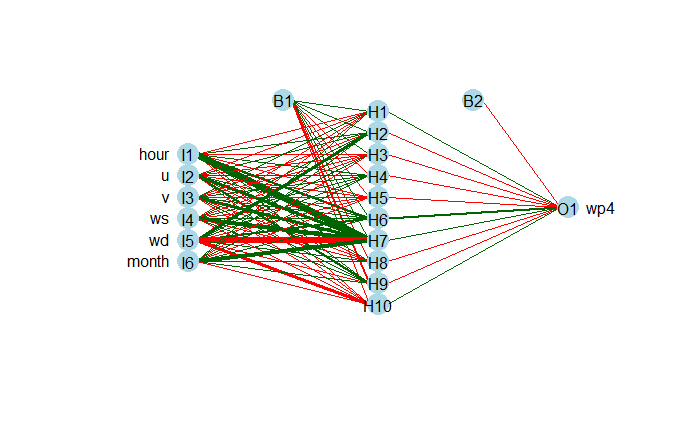 B1
B2
H1
H2
hour I1 H3
u I2 H4
v I3 H5
ws I4 H6 O1 wp4
wd I5 H7
month I6 H8
H9
H10